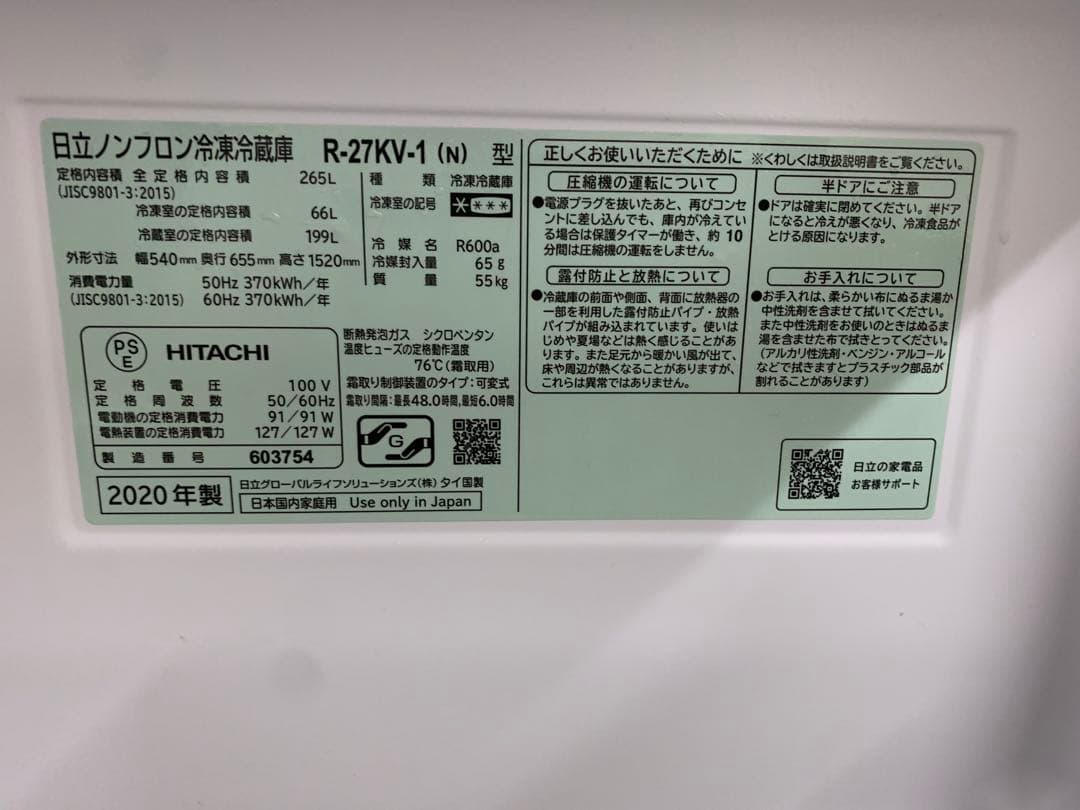 日立ノンフロン冷凍冷蔵庫 R-27KV-1 (N) 型
定格内容積 全定格内容積 265L
(JISC9801-3:2015)
冷凍室の定格内容積 66L
冷蔵室の定格内容積 199L
外形寸法 幅540mm 奥行655mm 高さ1520mm
消費電力量 50Hz 370kWh/年
(JISC9801-3:2015) 60Hz 370kWh/年
種類 冷凍冷蔵庫
冷凍室の記号 ****
冷媒名 R600a
冷媒封入量 65g
質量 55kg
PS
E
HITACHI
定格電圧 100V
定格周波数 50/60Hz
電動機の定格消費電力 91/91W
電熱装置の定格消費電力 127/127W
製造番号 603754
断熱発泡ガス シクロペンタン
温度ヒューズの定格動作温度
76℃(霜取用)
霜取り制御装置のタイプ:可変式
霜取り間隔:最長48.0時間,最短6.0時間
G
2020年製
日立グローバルライフソリューションズ(株) タイ国製
日本国内家庭用 Use only in Japan
正しくお使いいただくために ※くわしくは取扱説明書をご覧ください。
圧縮機の運転について
●電源プラグを抜いたあと、再びコンセ
ントに差し込んでも、庫内が冷えてい
る場合は保護タイマーが働き、約10
分間は圧縮機の運転をしません。
露付防止と放熱について
●冷蔵庫の前面や側面、背面に放熱器の
一部を利用した露付防止パイプ・放熱
パイプが組み込まれています。使いは
じめや夏場などは熱く感じることがあ
ります。また足元から暖かい風が出て、
床や周辺が熱くなることがありますが、
これらは異常ではありません。
半ドアにご注意
●ドアは確実に閉めてください。半ドア
になると冷えが悪くなり、冷凍食品が
とける原因になります。
お手入れについて
●お手入れは、柔らかい布にぬるま湯か
中性洗剤を含ませて拭いてください。
また中性洗剤をお使いのときはぬるま
湯を含ませた布で拭きとってください。
(アルカリ性洗剤・ベンジン・アルコール
などで拭きますとプラスチック部品が
割れることがあります)
日立の家電品
お客様サポート